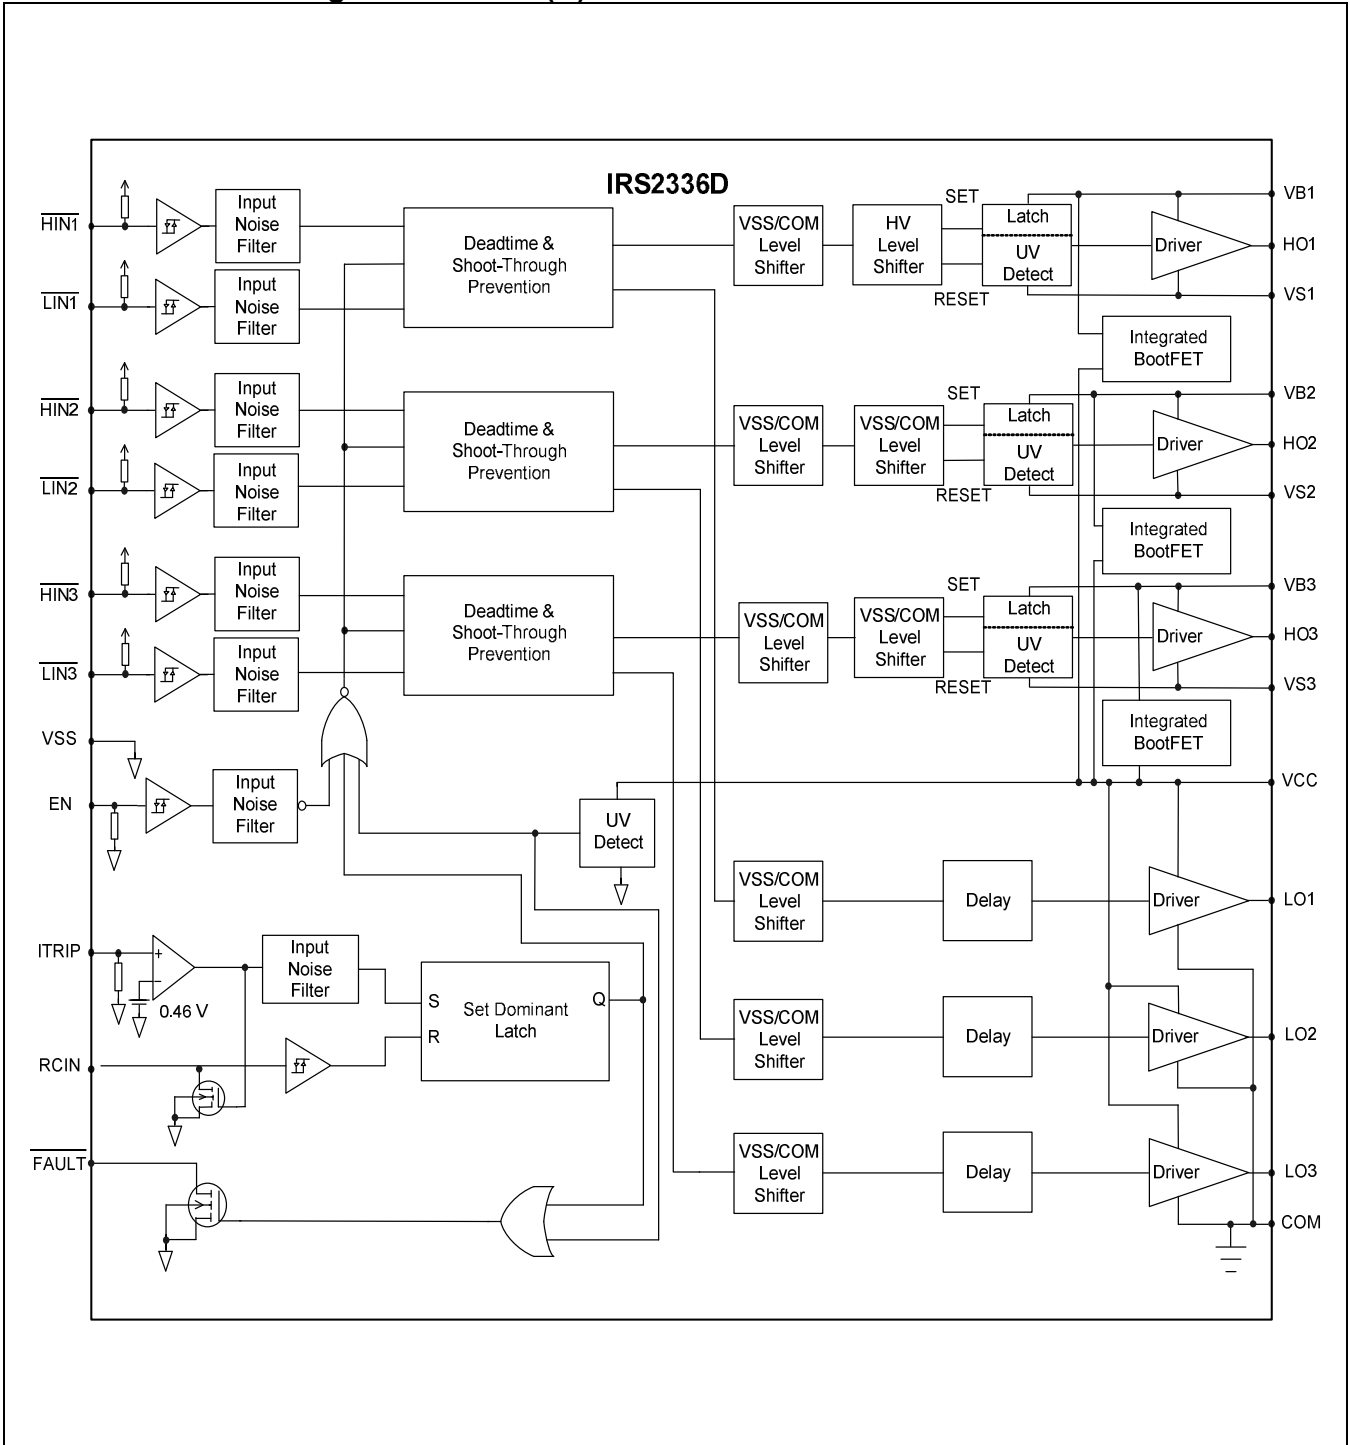 IRS2336D
HIN1
Input
Noise
Filter
LIN1
Input
Noise
Filter
Deadtime &
Shoot-Through
Prevention
VSS/COM
Level
Shifter
HV
Level
Shifter
SET
RESET
Latch
UV
Detect
Driver
VB1
HO1
VS1
Integrated
BootFET
HIN2
Input
Noise
Filter
LIN2
Input
Noise
Filter
Deadtime &
Shoot-Through
Prevention
VSS/COM
Level
Shifter
VSS/COM
Level
Shifter
SET
RESET
Latch
UV
Detect
Driver
VB2
HO2
VS2
Integrated
BootFET
HIN3
Input
Noise
Filter
LIN3
Input
Noise
Filter
Deadtime &
Shoot-Through
Prevention
VSS/COM
Level
Shifter
VSS/COM
Level
Shifter
SET
RESET
Latch
UV
Detect
Driver
VB3
HO3
VS3
Integrated
BootFET
VSS
EN
Input
Noise
Filter
UV
Detect
VCC
VSS/COM
Level
Shifter
Delay
Driver
LO1
ITRIP
+
–
0.46 V
Input
Noise
Filter
S
R
Q
Set Dominant
Latch
RCIN
VSS/COM
Level
Shifter
Delay
Driver
LO2
FAULT
VSS/COM
Level
Shifter
Delay
Driver
LO3
COM